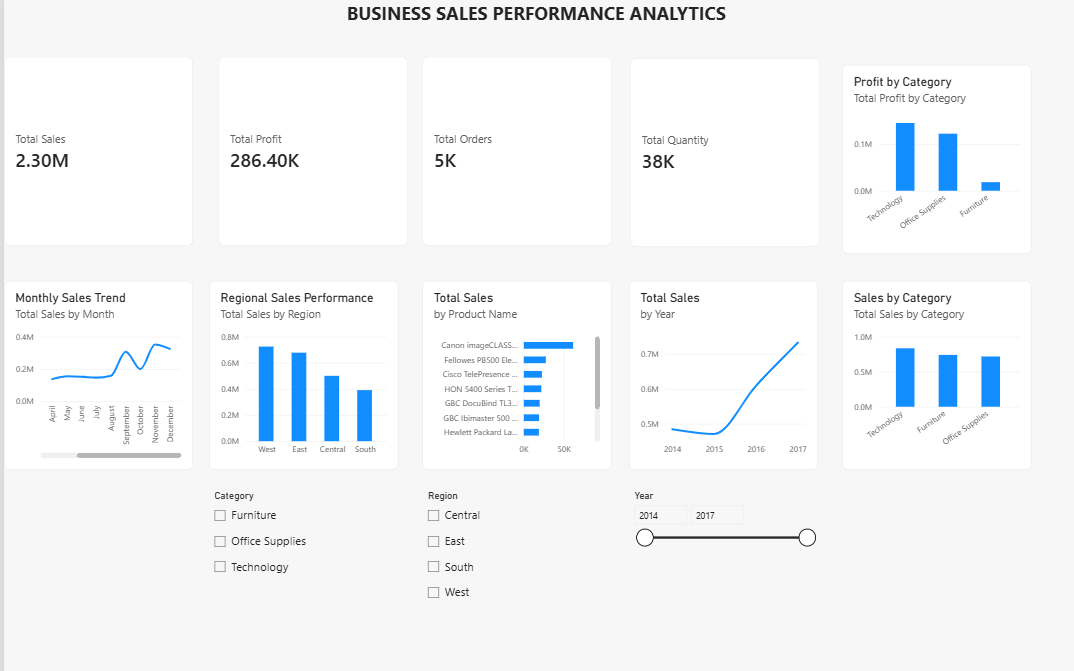 BUSINESS SALES PERFORMANCE ANALYTICS
Total Sales
2.30M
Total Profit
286.40K
Total Orders
5K
Total Quantity
38K
Profit by Category
Total Profit by Category
0.1M
0.0M
Technology
Office Supplies
Furniture
Monthly Sales Trend
Total Sales by Month
0.4M
0.2M
0.0M
April
May
June
July
August
September
October
November
December
Regional Sales Performance
Total Sales by Region
0.8M
0.6M
0.4M
0.2M
0.0M
West East Central South
Total Sales
by Product Name
Canon imageCLASS...
Fellowes PB500 Ele...
Cisco TelePresence ...
HON 5400 Series T...
GBC DocuBind TL3...
GBC Ibimaster 500 ...
Hewlett Packard La...
0K 50K
Total Sales
by Year
0.7M
0.6M
0.5M
2014 2015 2016 2017
Sales by Category
Total Sales by Category
1.0M
0.5M
0.0M
Technology
Furniture
Office Supplies
Category
Furniture
Office Supplies
Technology
Region
Central
East
South
West
Year
2014 2017